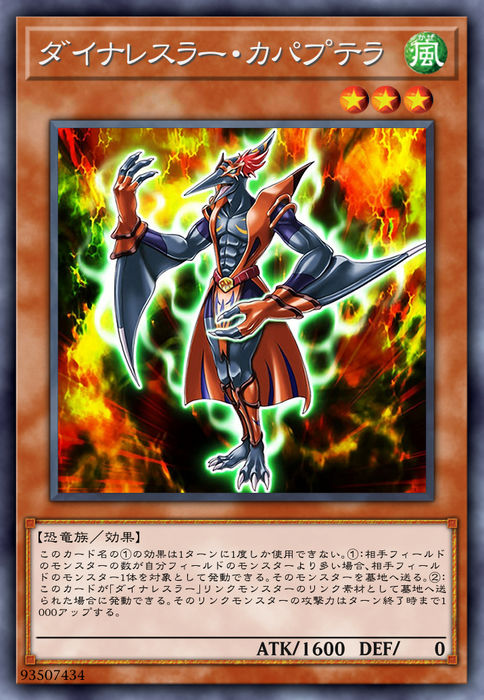 ダイナレスラー・カパプテラ
風
かぜ
【恐竜族／効果】
このカード名の①の効果は1ターンに1度しか使用できない。①：相手フィールド
のモンスターの数が自分フィールドのモンスターより多い場合、相手フィール
ドのモンスター1体を対象として発動できる。そのモンスターを墓地へ送る。②：
このカードが「ダイナレスラー」リンクモンスターのリンク素材として墓地へ送
られた場合に発動できる。そのリンクモンスターの攻撃力はターン終了時まで1
000アップする。
ATK/1600 DEF/ 0
93507434